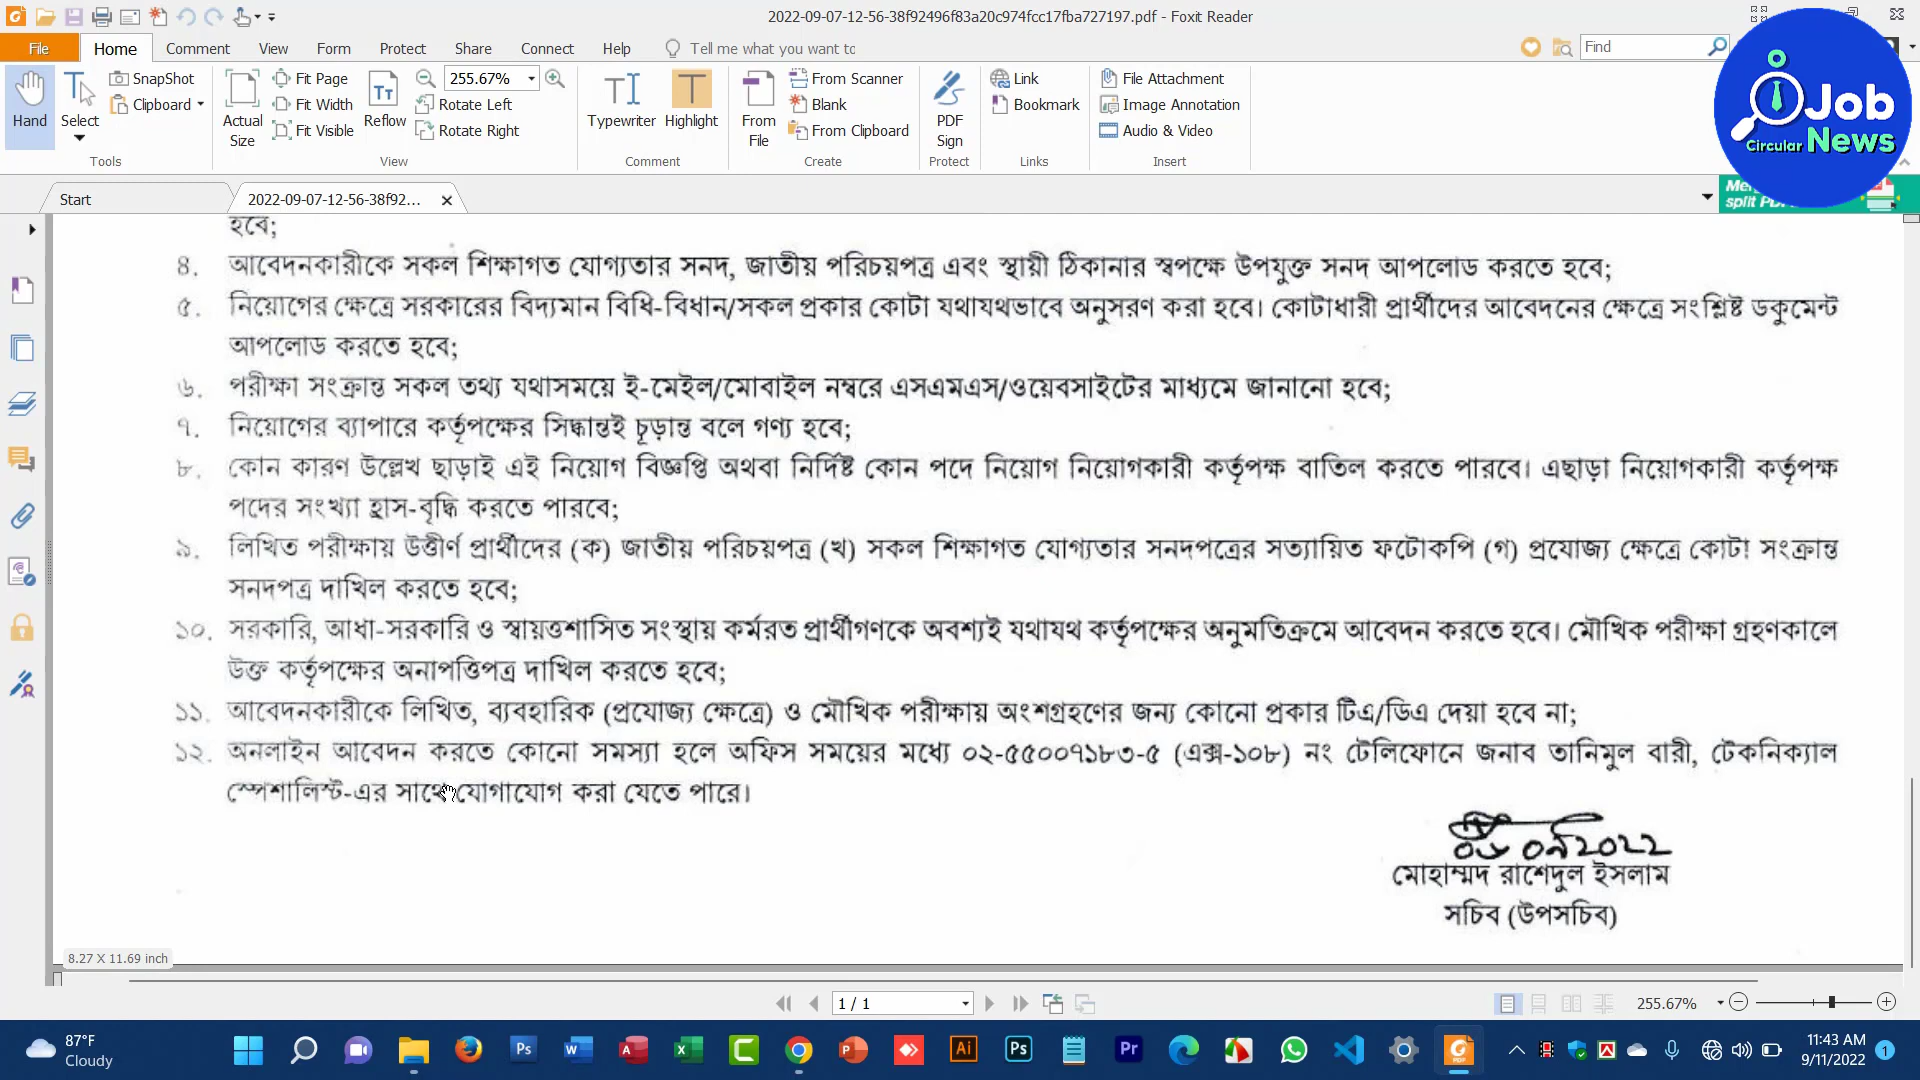 2022-09-07-12-56-38f92496f83a20c974fcc17fba727197.pdf - Foxit Reader
File Home Comment View Form Protect Share Connect Help Tell me what you want to Find
Hand Select SnapShot Clipboard Actual Size Fit Page Fit Width Fit Visible Reflow 255.67% Rotate Left Rotate Right Typewriter Highlight From File From Scanner Blank From Clipboard PDF Sign Link Bookmark File Attachment Image Annotation Audio & Video
Tools View Comment Create Protect Links Insert
Job
Circular News
Start 2022-09-07-12-56-38f92...
split PD
হবে;
৪. আবেদনকারীকে সকল শিক্ষাগত যোগ্যতার সনদ, জাতীয় পরিচয়পত্র এবং স্থায়ী ঠিকানার স্বপক্ষে উপযুক্ত সনদ আপলোড করতে হবে;
৫. নিয়োগের ক্ষেত্রে সরকারের বিদ্যমান বিধি-বিধান/সকল প্রকার কোটা যথাযথভাবে অনুসরণ করা হবে। কোটাধারী প্রার্থীদের আবেদনের ক্ষেত্রে সংশ্লিষ্ট ডকুমেন্ট
আপলোড করতে হবে;
৬. পরীক্ষা সংক্রান্ত সকল তথ্য যথাসময়ে ই-মেইল/মোবাইল নম্বরে এসএমএস/ওয়েবসাইটের মাধ্যমে জানানো হবে;
৭. নিয়োগের ব্যাপারে কর্তৃপক্ষের সিদ্ধান্তই চূড়ান্ত বলে গণ্য হবে;
৮. কোন কারণ উল্লেখ ছাড়াই এই নিয়োগ বিজ্ঞপ্তি অথবা নির্দিষ্ট কোন পদে নিয়োগ নিয়োগকারী কর্তৃপক্ষ বাতিল করতে পারবে। এছাড়া নিয়োগকারী কর্তৃপক্ষ
পদের সংখ্যা হ্রাস-বৃদ্ধি করতে পারবে;
৯. লিখিত পরীক্ষায় উত্তীর্ণ প্রার্থীদের (ক) জাতীয় পরিচয়পত্র (খ) সকল শিক্ষাগত যোগ্যতার সনদপত্রের সত্যায়িত ফটোকপি (গ) প্রযোজ্য ক্ষেত্রে কোটা সংক্রান্ত
সনদপত্র দাখিল করতে হবে;
১০. সরকারি, আধা-সরকারি ও স্বায়ত্তশাসিত সংস্থায় কর্মরত প্রার্থীগণকে অবশ্যই যথাযথ কর্তৃপক্ষের অনুমতিক্রমে আবেদন করতে হবে। মৌখিক পরীক্ষা গ্রহণকালে
উক্ত কর্তৃপক্ষের অনাপত্তিপত্র দাখিল করতে হবে;
১১. আবেদনকারীকে লিখিত, ব্যবহারিক (প্রযোজ্য ক্ষেত্রে) ও মৌখিক পরীক্ষায় অংশগ্রহণের জন্য কোনো প্রকার টিএ/ডিএ দেয়া হবে না;
১২. অনলাইন আবেদন করতে কোনো সমস্যা হলে অফিস সময়ের মধ্যে ০২-৫৫০০৭১৮৩-৫ (এক্স-১০৮) নং টেলিফোনে জনাব তানিমুল বারী, টেকনিক্যাল
স্পেশালিস্ট-এর সাথে যোগাযোগ করা যেতে পারে।
মোহাম্মদ রাশেদুল ইসলাম
সচিব (উপসচিব)
8.27 X 11.69 inch
1 / 1 255.67%
87°F
Cloudy
11:43 AM
9/11/2022 1